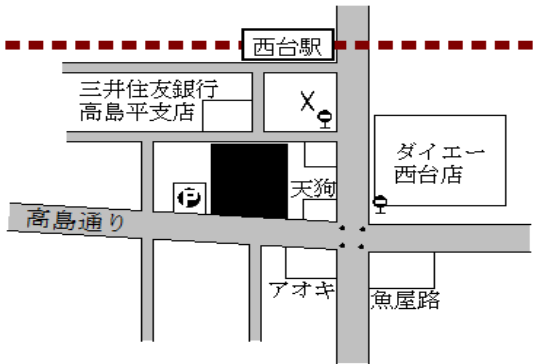 西台駅
三井住友銀行
高島平支店
X
ダイエー
西台店
天狗
P
高島通り
アオキ
魚屋路